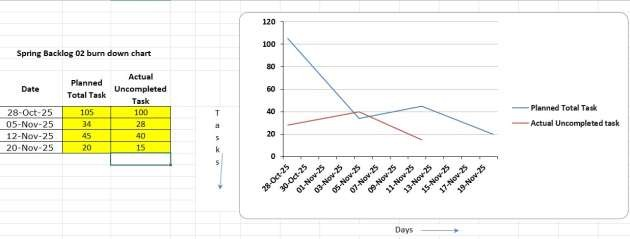 Spring Backlog 02 burn down chart
Date Planned Total Task Actual Uncompleted Task
28-Oct-25 105 100
05-Nov-25 34 28
12-Nov-25 45 40
20-Nov-25 20 15
T
a
s
k
s
120
100
80
60
40
20
0
28-Oct-25
30-Oct-25
01-Nov-25
03-Nov-25
05-Nov-25
07-Nov-25
09-Nov-25
11-Nov-25
13-Nov-25
15-Nov-25
17-Nov-25
19-Nov-25
Planned Total Task
Actual Uncompleted task
Days